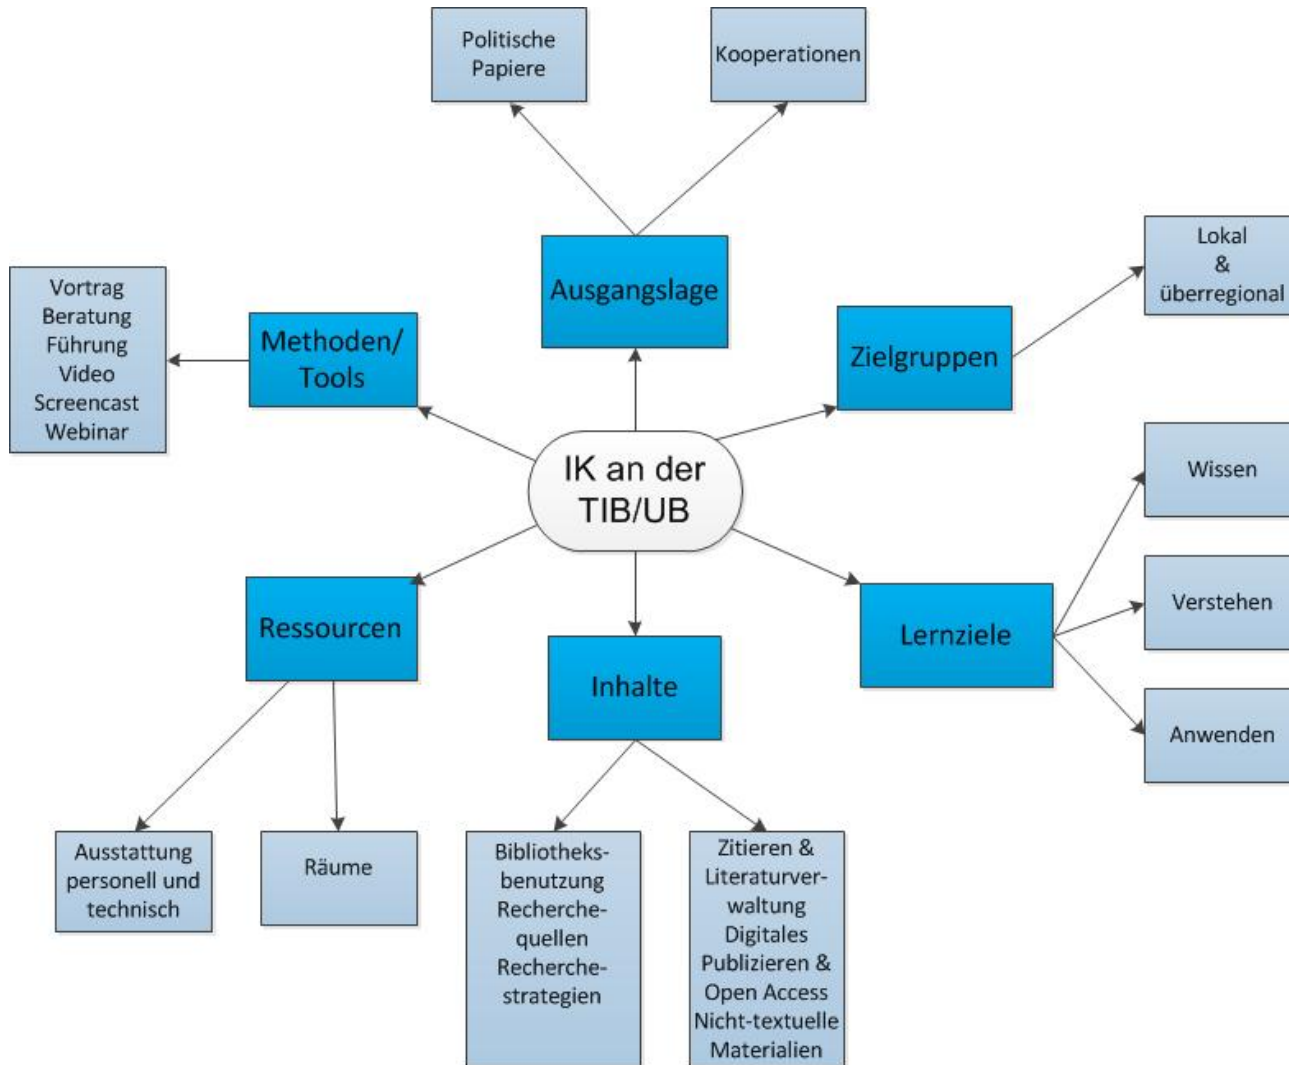 Politische
Papiere
Kooperationen
Ausgangslage
Lokal
&
überregional
Zielgruppen
Methoden/
Tools
Vortrag
Beratung
Führung
Video
Screencast
Webinar
IK an der
TIB/UB
Wissen
Verstehen
Anwenden
Lernziele
Ressourcen
Inhalte
Ausstattung
personell und
technisch
Räume
Bibliotheks-
benutzung
Recherche-
quellen
Recherche-
strategien
Zitieren &
Literaturver-
waltung
Digitales
Publizieren &
Open Access
Nicht-textuelle
Materialien